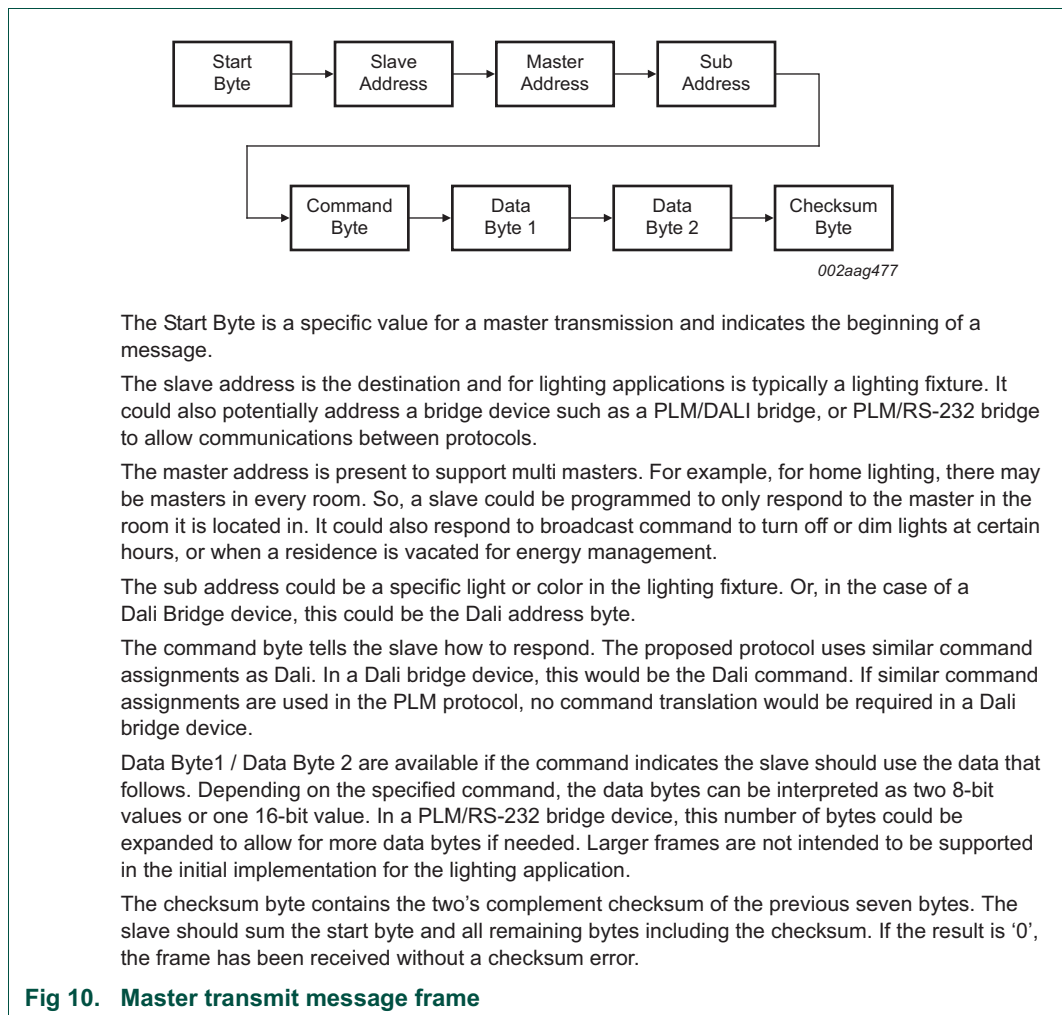 Start
Byte
Slave
Address
Master
Address
Sub
Address
Command
Byte
Data
Byte 1
Data
Byte 2
Checksum
Byte
002aag477
The Start Byte is a specific value for a master transmission and indicates the beginning of a
message.
The slave address is the destination and for lighting applications is typically a lighting fixture. It
could also potentially address a bridge device such as a PLM/DALI bridge, or PLM/RS-232 bridge
to allow communications between protocols.
The master address is present to support multi masters. For example, for home lighting, there may
be masters in every room. So, a slave could be programmed to only respond to the master in the
room it is located in. It could also respond to broadcast command to turn off or dim lights at certain
hours, or when a residence is vacated for energy management.
The sub address could be a specific light or color in the lighting fixture. Or, in the case of a
Dali Bridge device, this could be the Dali address byte.
The command byte tells the slave how to respond. The proposed protocol uses similar command
assignments as Dali. In a Dali bridge device, this would be the Dali command. If similar command
assignments are used in the PLM protocol, no command translation would be required in a Dali
bridge device.
Data Byte1 / Data Byte 2 are available if the command indicates the slave should use the data that
follows. Depending on the specified command, the data bytes can be interpreted as two 8-bit
values or one 16-bit value. In a PLM/RS-232 bridge device, this number of bytes could be
expanded to allow for more data bytes if needed. Larger frames are not intended to be supported
in the initial implementation for the lighting application.
The checksum byte contains the two’s complement checksum of the previous seven bytes. The
slave should sum the start byte and all remaining bytes including the checksum. If the result is ‘0’,
the frame has been received without a checksum error.
Fig 10. Master transmit message frame